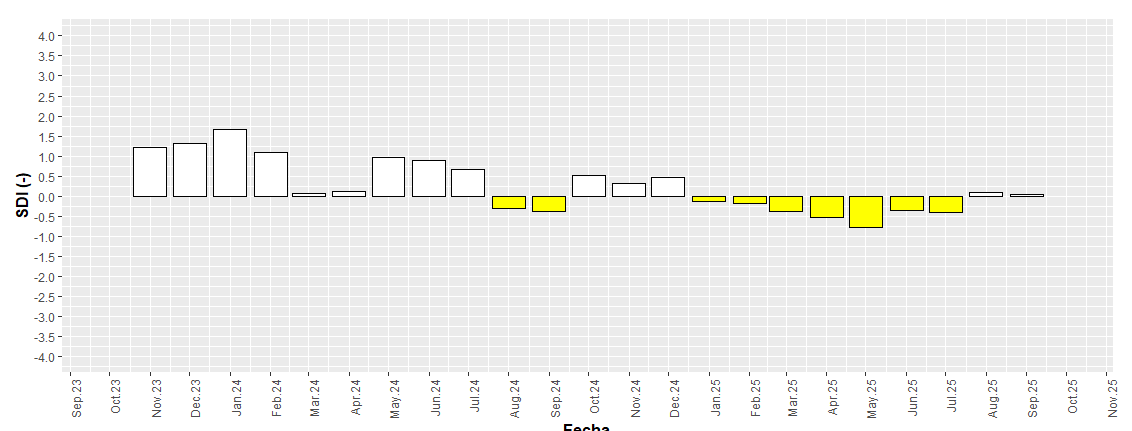 SDI (-)
4.0
3.5
3.0
2.5
2.0
1.5
1.0
0.5
0.0
-0.5
-1.0
-1.5
-2.0
-2.5
-3.0
-3.5
-4.0
Sep.23
Oct.23
Nov.23
Dec.23
Jan.24
Feb.24
Mar.24
Apr.24
May.24
Jun.24
Jul.24
Aug.24
Sep.24
Oct.24
Nov.24
Dec.24
Jan.25
Feb.25
Mar.25
Apr.25
May.25
Jun.25
Jul.25
Aug.25
Sep.25
Oct.25
Nov.25
Fecha